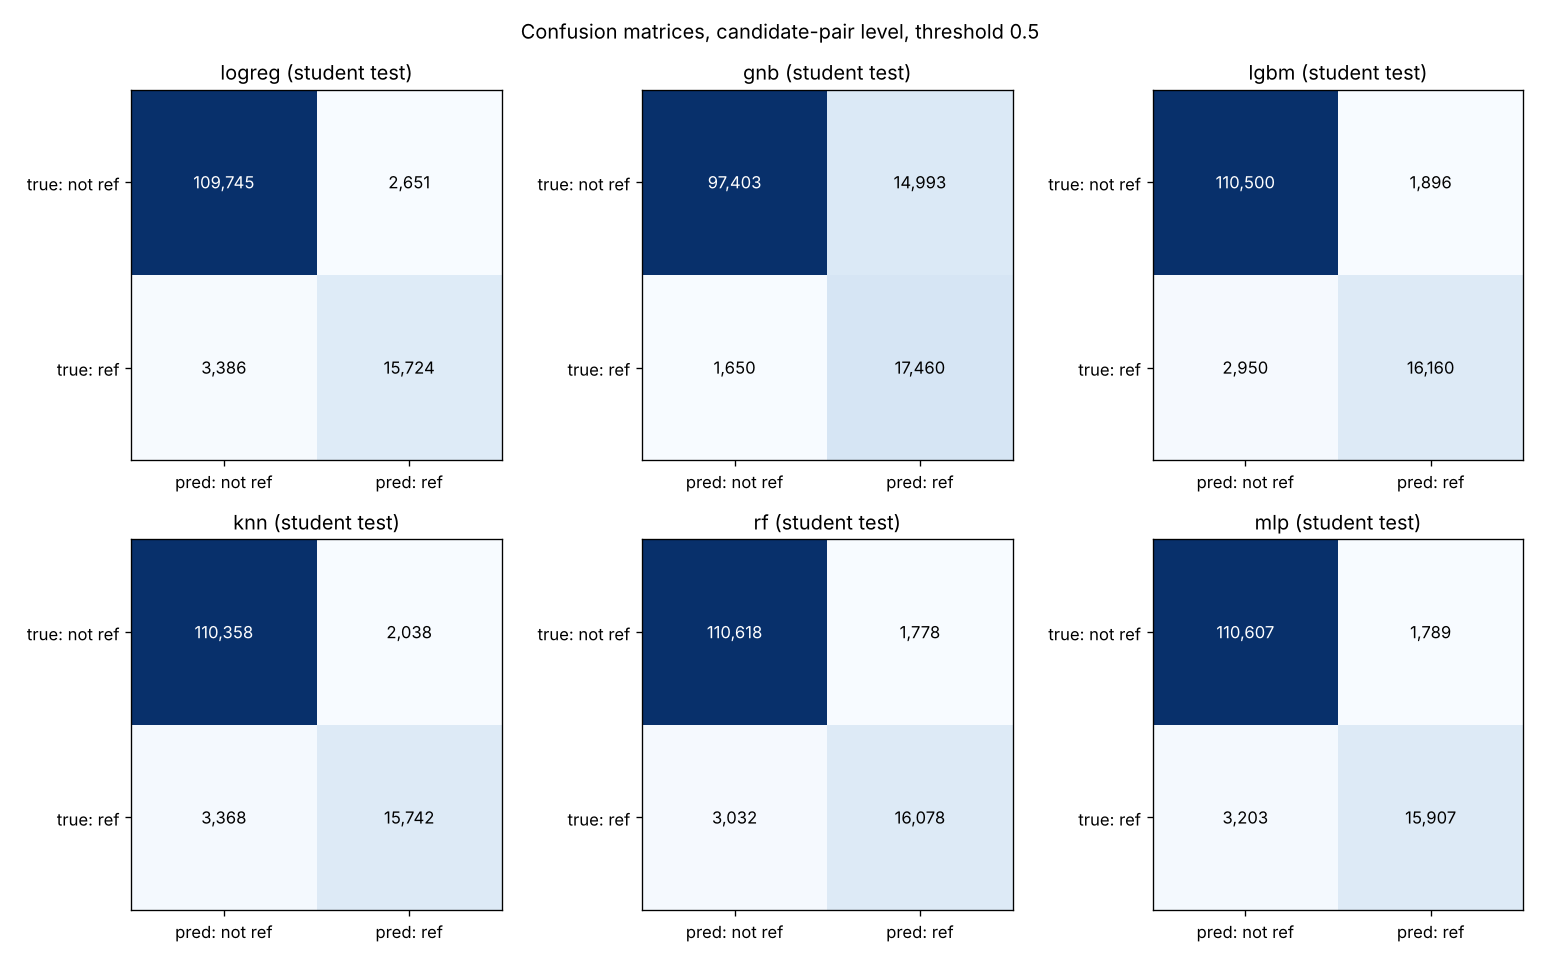 Confusion matrices, candidate-pair level, threshold 0.5
logreg (student test)
true: not ref
109,745
2,651
true: ref
3,386
15,724
pred: not ref
pred: ref
gnb (student test)
true: not ref
97,403
14,993
true: ref
1,650
17,460
pred: not ref
pred: ref
lgbm (student test)
true: not ref
110,500
1,896
true: ref
2,950
16,160
pred: not ref
pred: ref
knn (student test)
true: not ref
110,358
2,038
true: ref
3,368
15,742
pred: not ref
pred: ref
rf (student test)
true: not ref
110,618
1,778
true: ref
3,032
16,078
pred: not ref
pred: ref
mlp (student test)
true: not ref
110,607
1,789
true: ref
3,203
15,907
pred: not ref
pred: ref